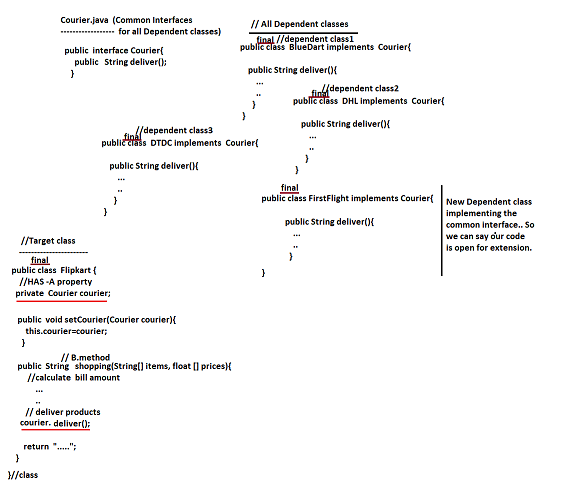 Courier.java (Common Interfaces
------------------ for all Dependent classes)
public interface Courier{
public String deliver();
}
// All Dependent classes
final //dependent class1
public class BlueDart implements Courier{
public String deliver(){
...
..
}
}
//dependent class2
final
public class DHL implements Courier{
public String deliver(){
...
..
}
}
//dependent class3
final
public class DTDC implements Courier{
public String deliver(){
...
..
}
}
final
public class FirstFlight implements Courier{
public String deliver(){
...
..
}
}
New Dependent class
implementing the
common interface.. So
we can say our code
is open for extension.
//Target class
-----------------------
final
public class Flipkart {
//HAS -A property
private Courier courier;
public void setCourier(Courier courier){
this.courier=courier;
}
// B.method
public String shopping(String[] items, float [] prices){
//calculate bill amount
...
..
// deliver products
courier. deliver();
return ".....";
}
}//class